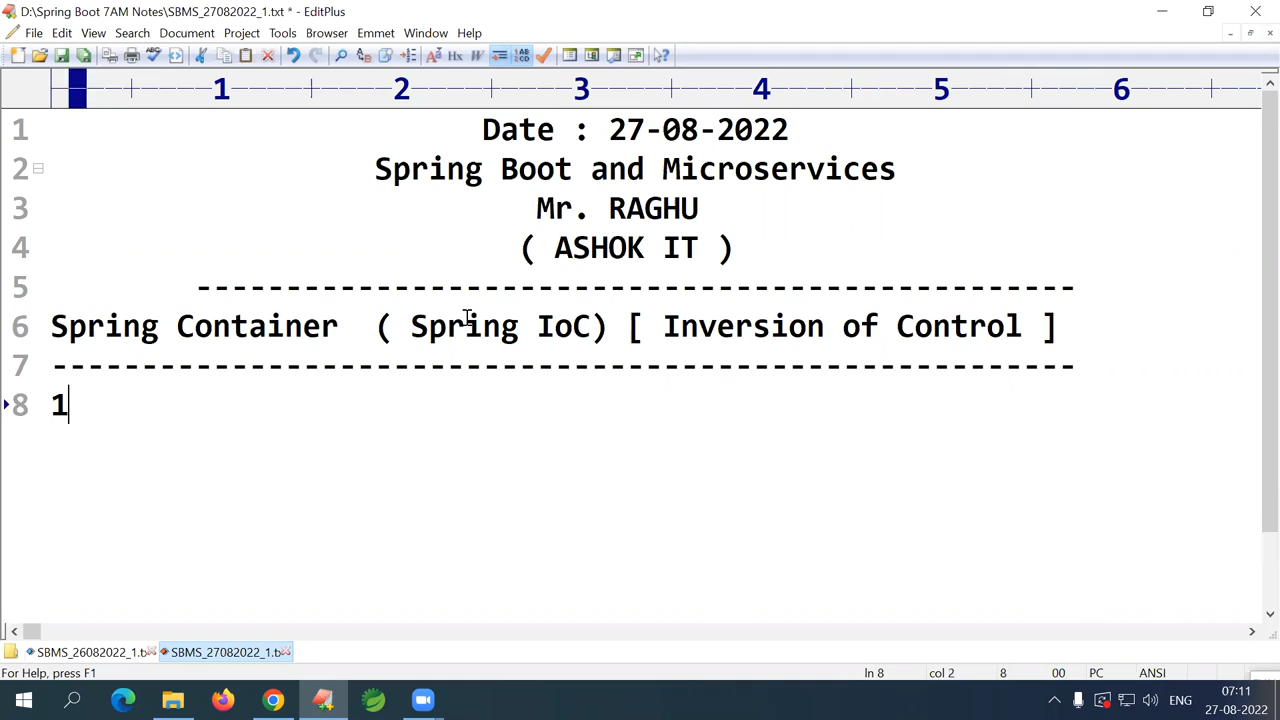 D:\Spring Boot 7AM Notes\SBMS_27082022_1.txt * - EditPlus
File Edit View Search Document Project Tools Browser Emmet Window Help
1 2 3 4 5 6
1 Date : 27-08-2022
2 Spring Boot and Microservices
3 Mr. RAGHU
4 ( ASHOK IT )
5 -------------------------------------------------
6 Spring Container ( Spring IoC) [ Inversion of Control ]
7 ---------------------------------------------------------
8 1
SBMS_26082022_1.b SBMS_27082022_1.b
For Help, press F1 ln 8 col 2 8 00 PC ANSI
ENG 07:11
27-08-2022